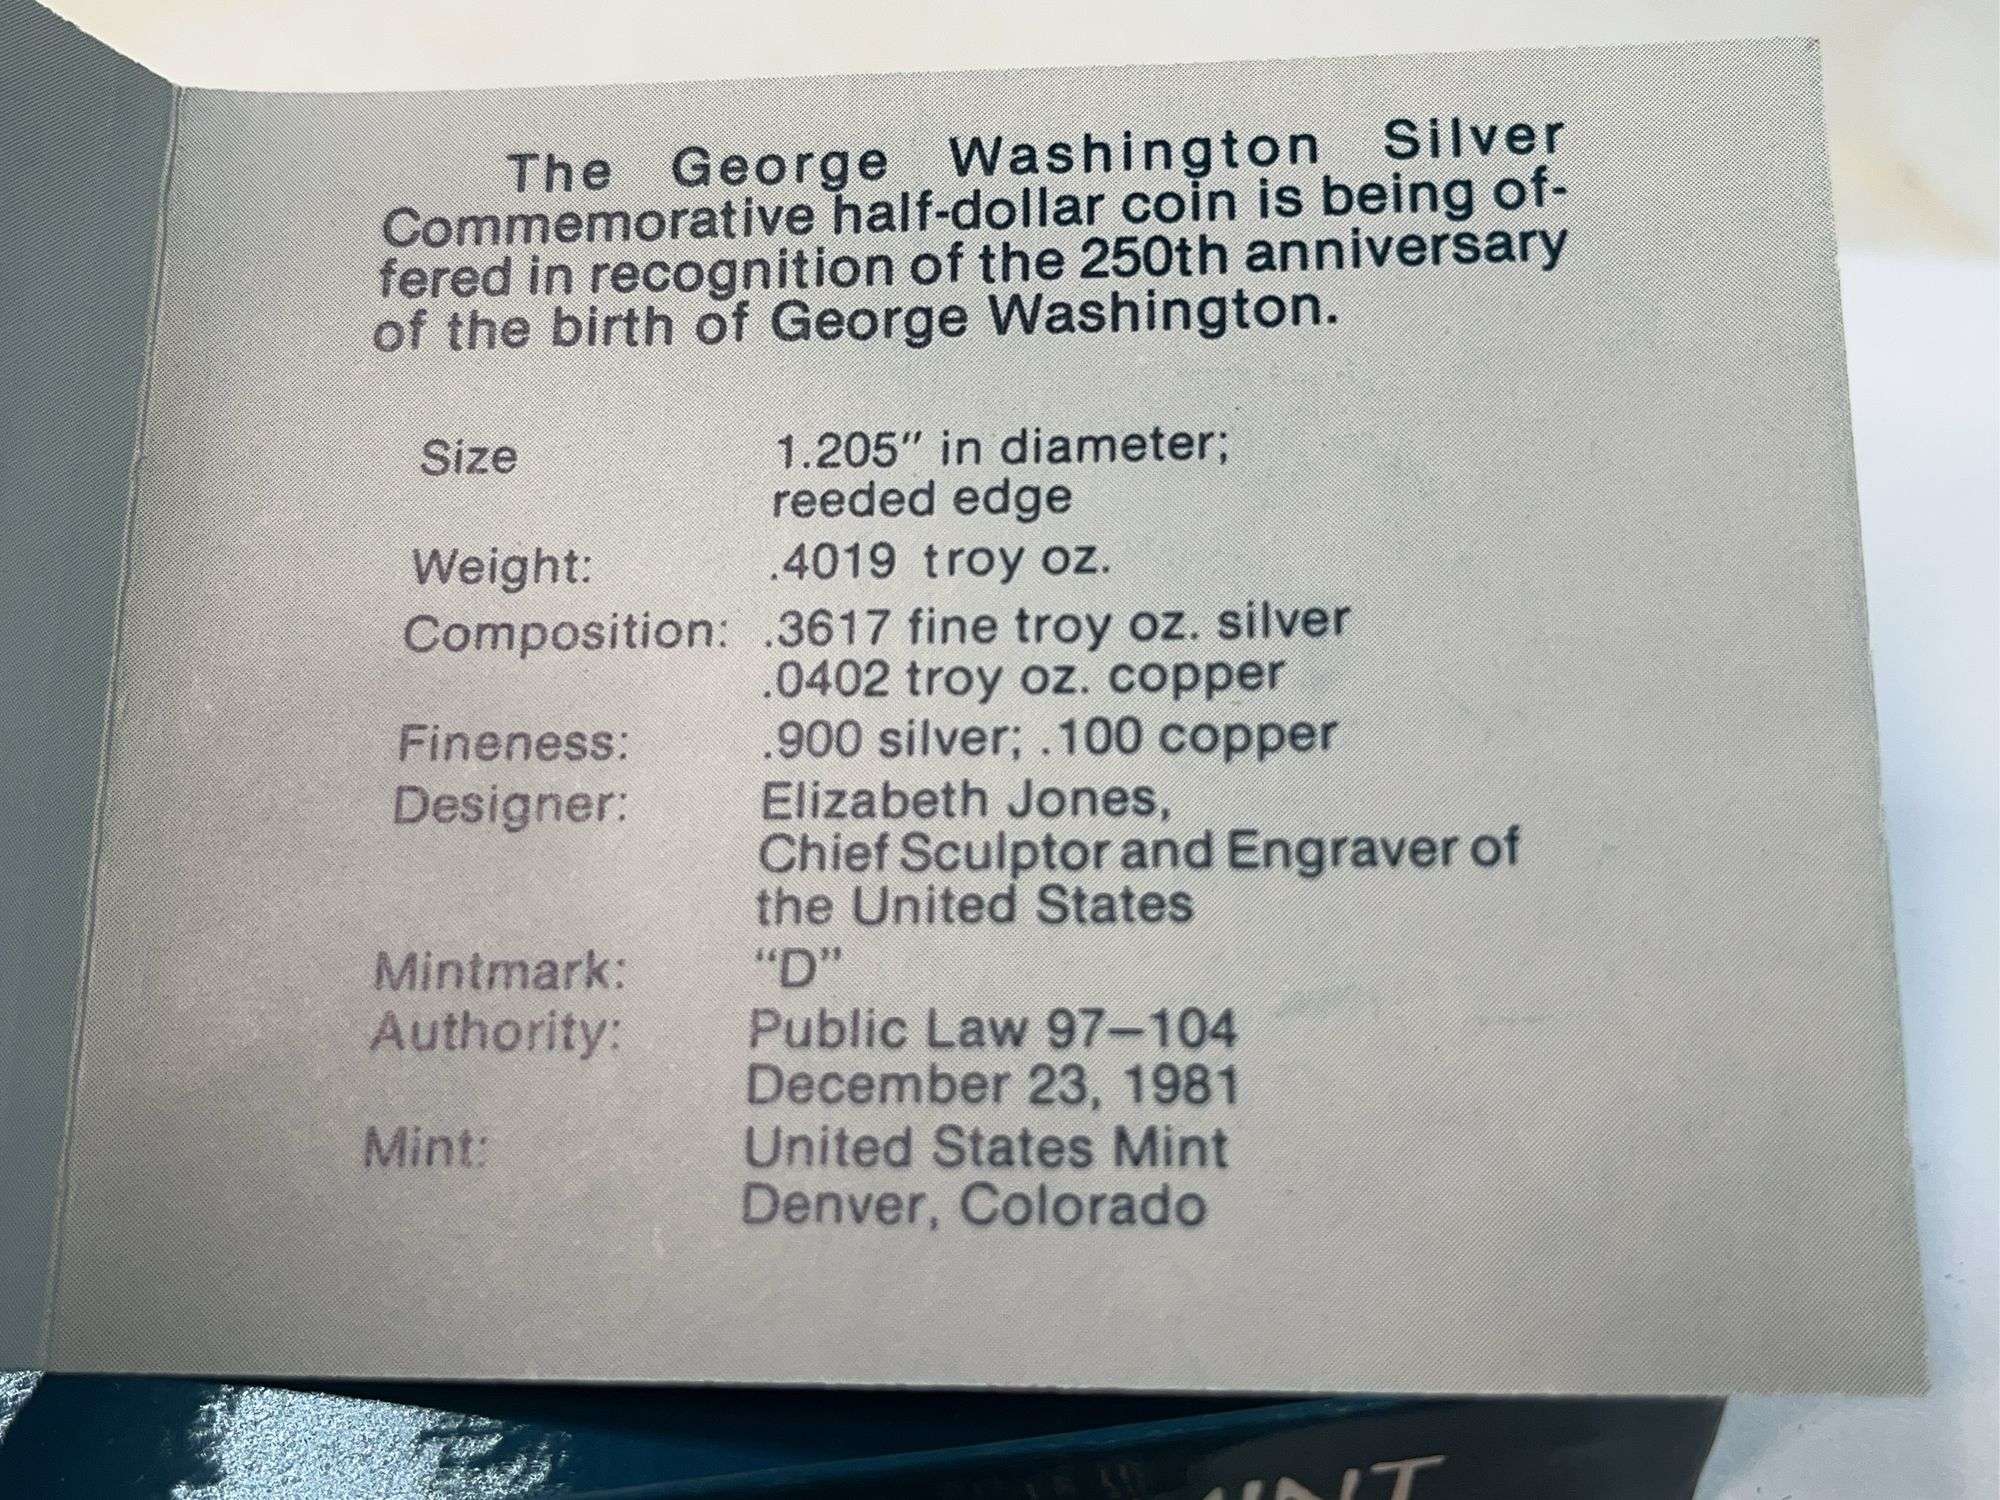 The George Washington Silver
Commemorative half-dollar coin is being of-
fered in recognition of the 250th anniversary
of the birth of George Washington.
Size 1.205″ in diameter;
reeded edge
Weight: .4019 troy oz.
Composition: .3617 fine troy oz. silver
.0402 troy oz. copper
Fineness: .900 silver; .100 copper
Designer: Elizabeth Jones,
Chief Sculptor and Engraver of
the United States
Mintmark: “D”
Authority: Public Law 97–104
December 23, 1981
Mint: United States Mint
Denver, Colorado